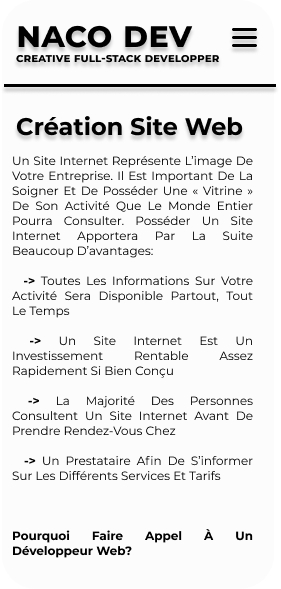 NACO DEV
CREATIVE FULL-STACK DEVELOPPER
Création Site Web
Un Site Internet Représente L’image De
Votre Entreprise. Il Est Important De La
Soigner Et De Posséder Une « Vitrine »
De Son Activité Que Le Monde Entier
Pourra Consulter. Posséder Un Site
Internet Apportera Par La Suite
Beaucoup D’avantages:
-> Toutes Les Informations Sur Votre
Activité Sera Disponible Partout, Tout
Le Temps
-> Un Site Internet Est Un
Investissement Rentable Assez
Rapidement Si Bien Conçu
-> La Majorité Des Personnes
Consultent Un Site Internet Avant De
Prendre Rendez-Vous Chez
-> Un Prestataire Afin De S’informer
Sur Les Différents Services Et Tarifs
Pourquoi Faire Appel À Un
Développeur Web?